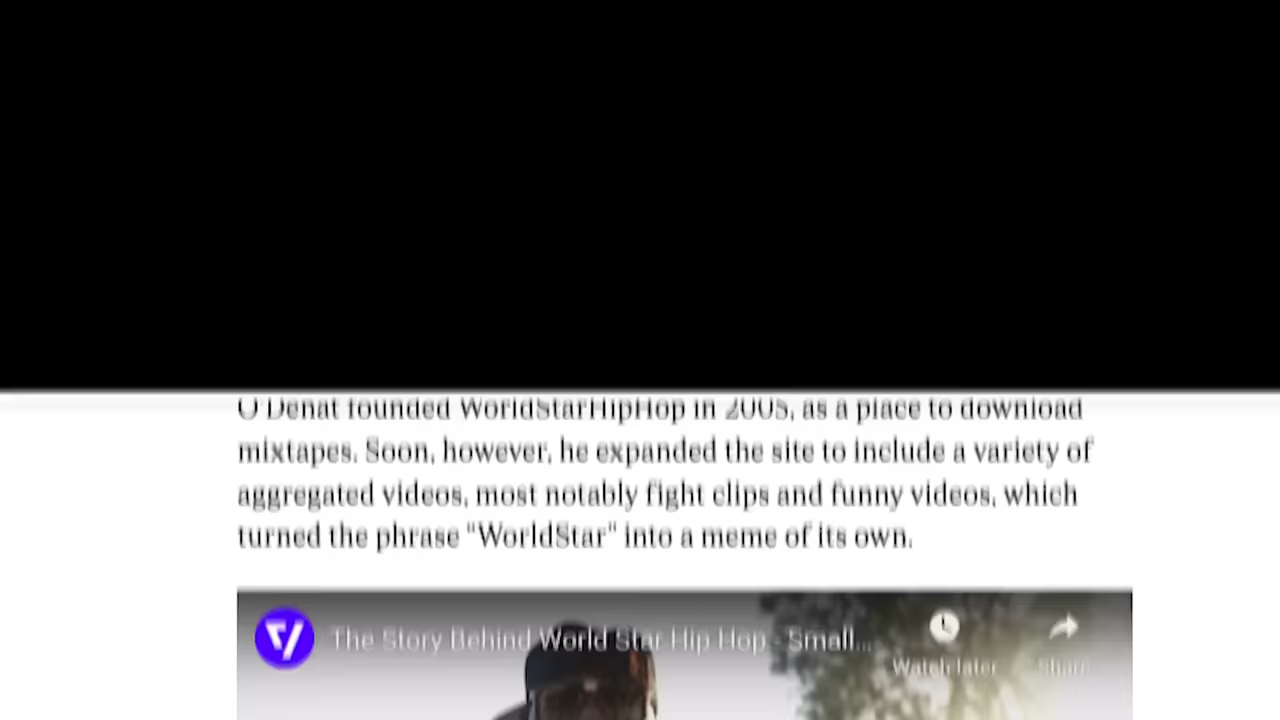 O'Denat founded WorldStarHipHop in 2005, as a place to download
mixtapes. Soon, however, he expanded the site to include a variety of
aggregated videos, most notably fight clips and funny videos, which
turned the phrase "WorldStar" into a meme of its own.
The Story Behind World Star Hip Hop - Small...
Watch later Share